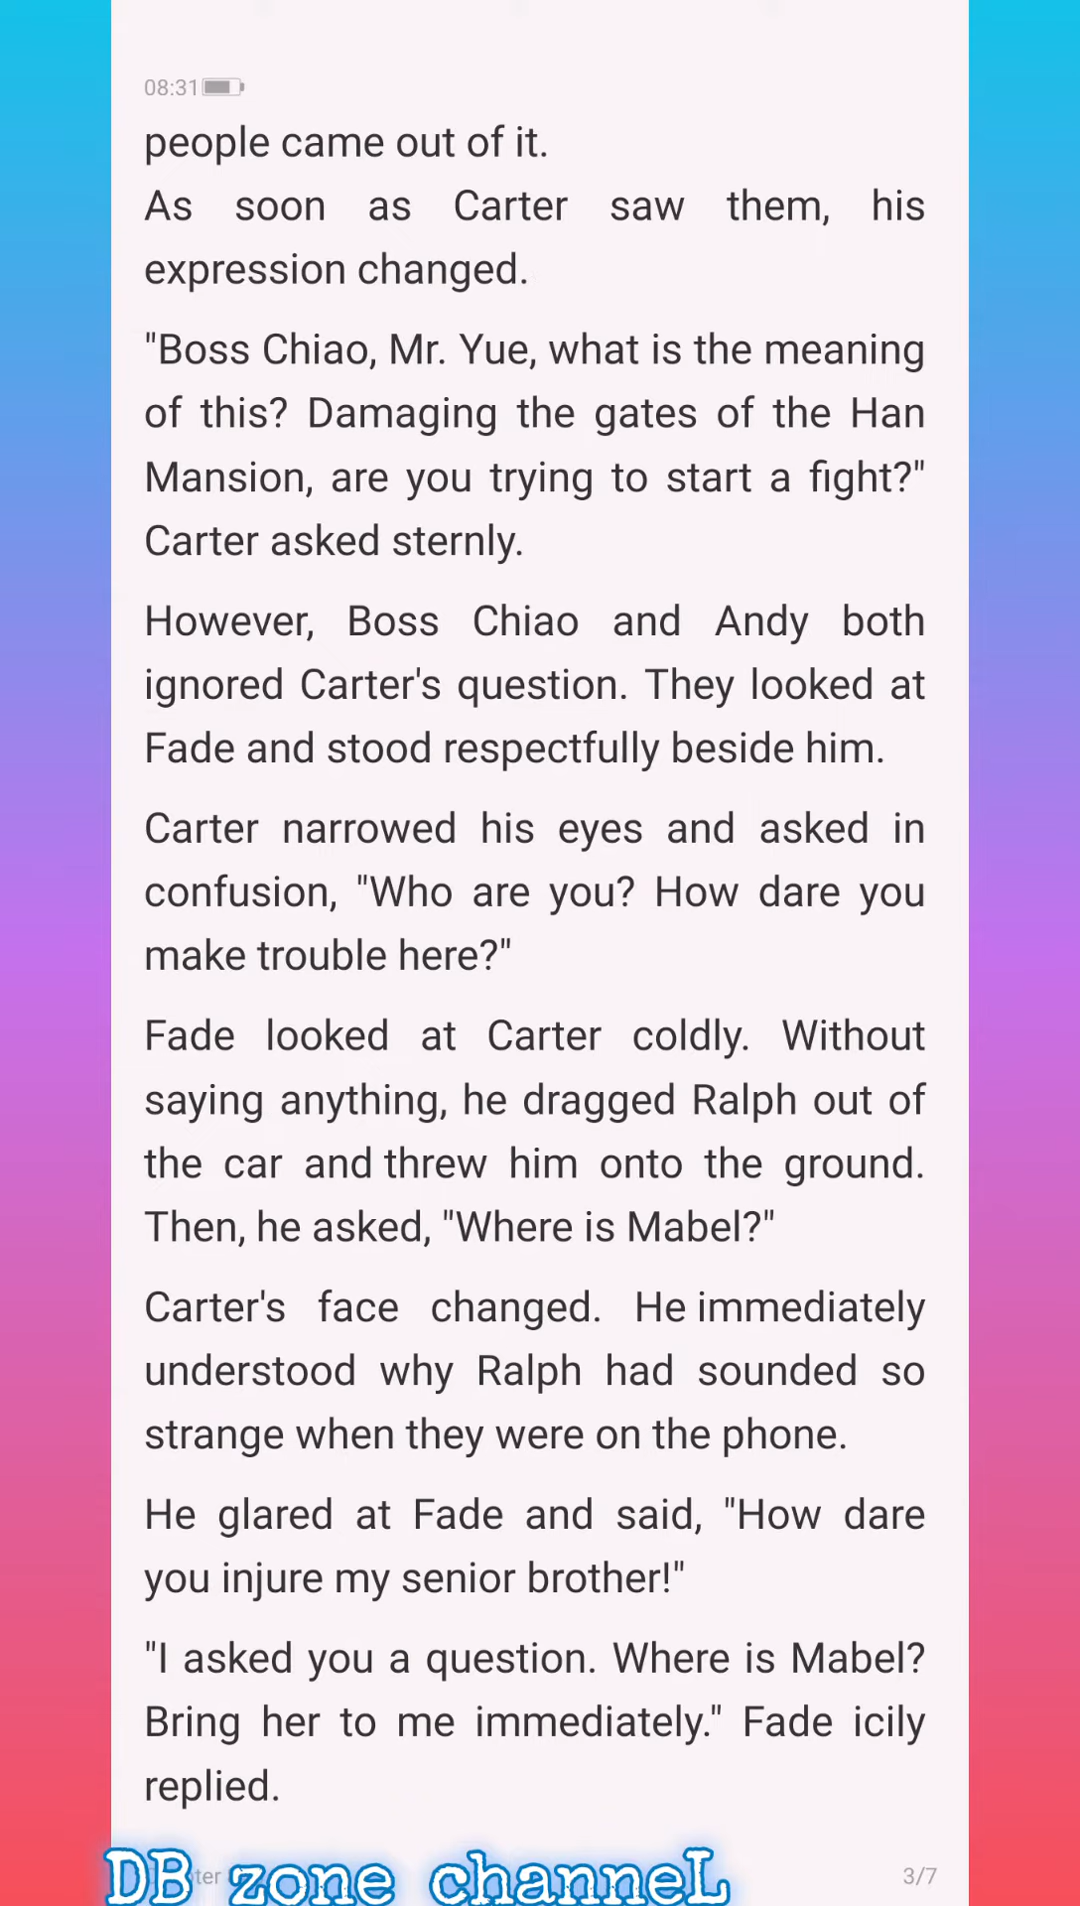 08:31
people came out of it.
As soon as Carter saw them, his
expression changed.
"Boss Chiao, Mr. Yue, what is the meaning
of this? Damaging the gates of the Han
Mansion, are you trying to start a fight?"
Carter asked sternly.
However, Boss Chiao and Andy both
ignored Carter's question. They looked at
Fade and stood respectfully beside him.
Carter narrowed his eyes and asked in
confusion, "Who are you? How dare you
make trouble here?"
Fade looked at Carter coldly. Without
saying anything, he dragged Ralph out of
the car and threw him onto the ground.
Then, he asked, "Where is Mabel?"
Carter's face changed. He immediately
understood why Ralph had sounded so
strange when they were on the phone.
He glared at Fade and said, "How dare
you injure my senior brother!"
"I asked you a question. Where is Mabel?
Bring her to me immediately." Fade icily
replied.
DB zone channeL
3/7